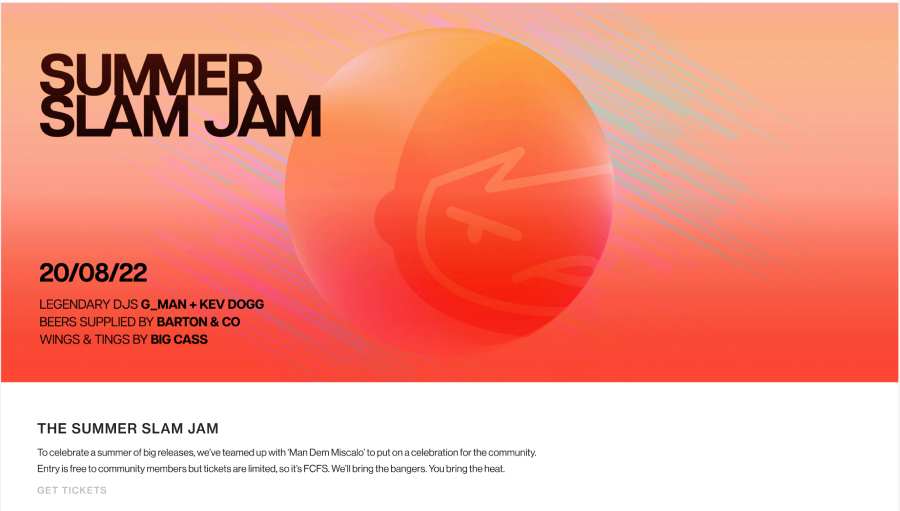 SUMMER
SLAM JAM
20/08/22
LEGENDARY DJS G_MAN + KEV DOGG
BEERS SUPPLIED BY BARTON & CO
WINGS & TINGS BY BIG CASS
THE SUMMER SLAM JAM
To celebrate a summer of big releases, we've teamed up with 'Man Dem Miscalo' to put on a celebration for the community.
Entry is free to community members but tickets are limited, so it's FCFS. We'll bring the bangers. You bring the heat.
GET TICKETS